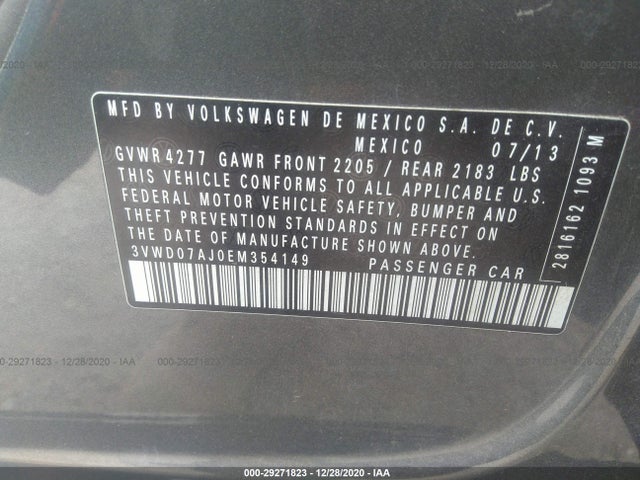 MFD BY VOLKSWAGEN DE MEXICO S.A. DE C.V.
MEXICO 07/13
GVWR 4277 GAWR FRONT 2205 / REAR 2183 LBS
THIS VEHICLE CONFORMS TO ALL APPLICABLE U.S.
FEDERAL MOTOR VEHICLE SAFETY, BUMPER AND
THEFT PREVENTION STANDARDS IN EFFECT ON
THE DATE OF MANUFACTURE SHOWN ABOVE.
3VWD07AJ0EM354149 PASSENGER CAR
28161621093 M
000-29271823 - 12/28/2020 - IAA